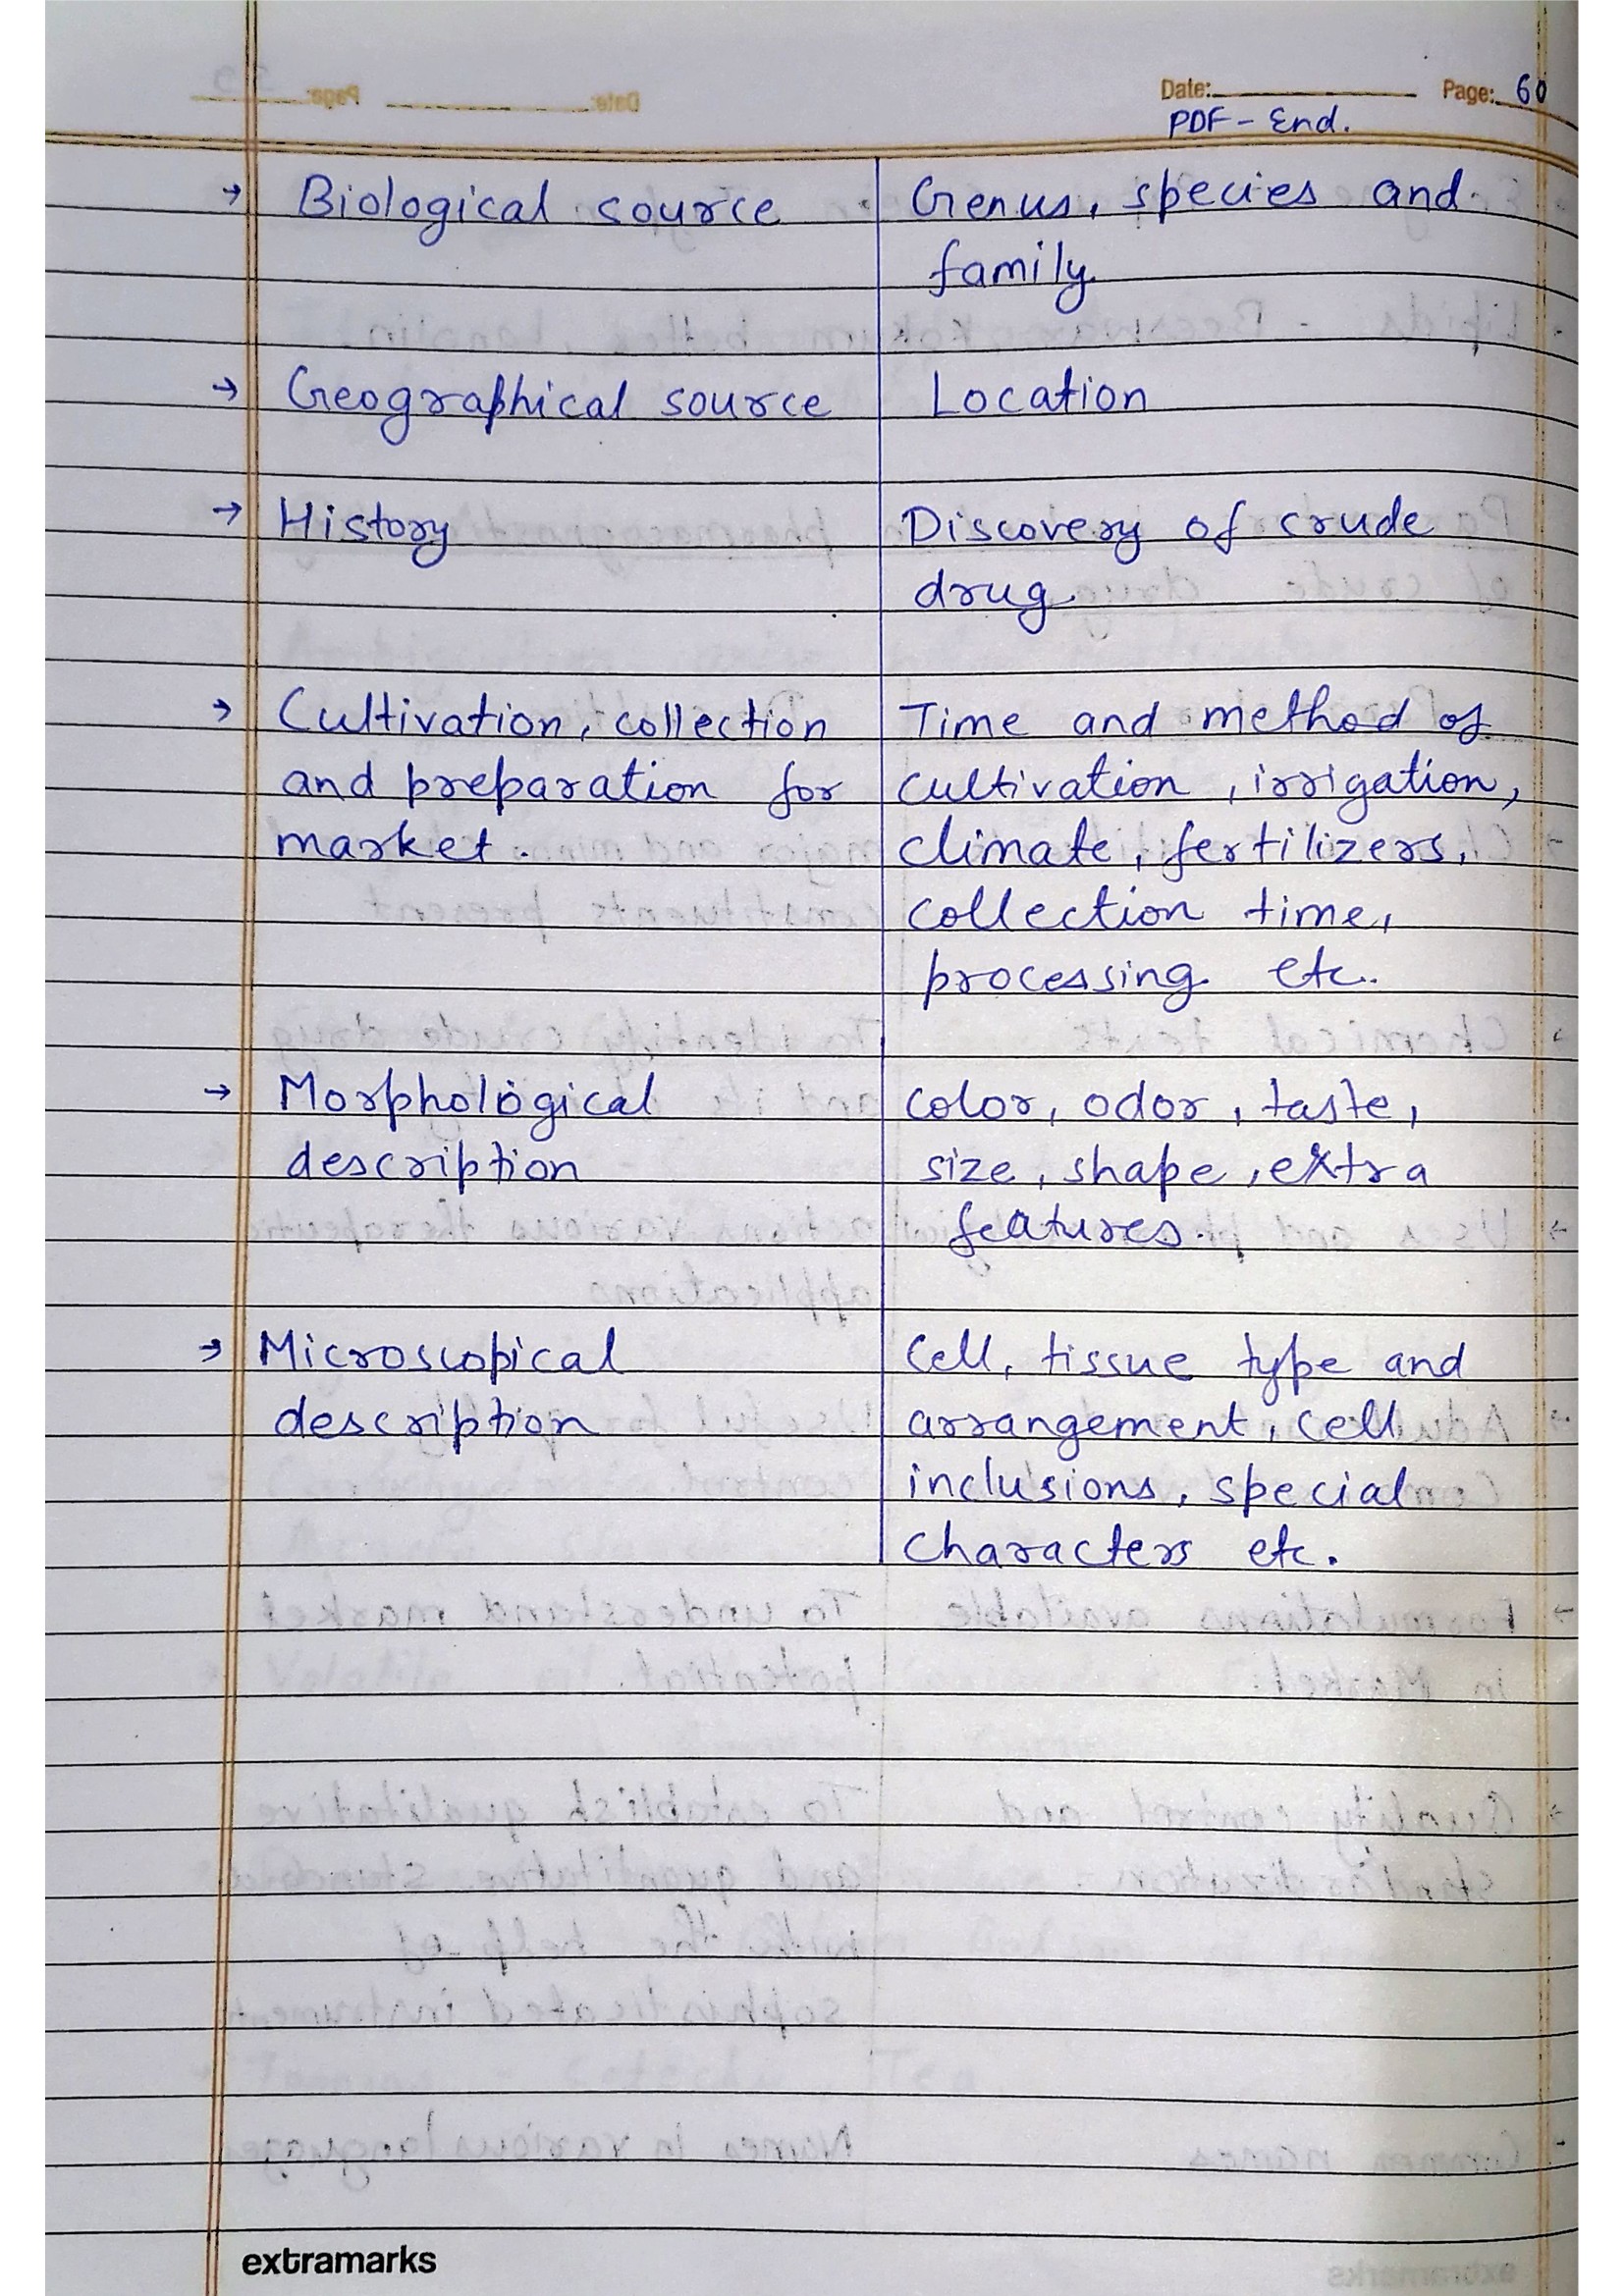 Date: Page: 60
PDF - End.
→ Biological source Genus, species and
family
→ Geographical source Location
→ History Discovery of crude
drug
→ Cultivation, collection Time and method of
and preparation for cultivation, irrigation,
market. climate, fertilizers,
collection time,
processing etc.
→ Morphological color, odor, taste,
description size, shape, extra
features.
→ Microscopical Cell, tissue type and
description arrangement, cell
inclusions, special
characters etc.
extramarks